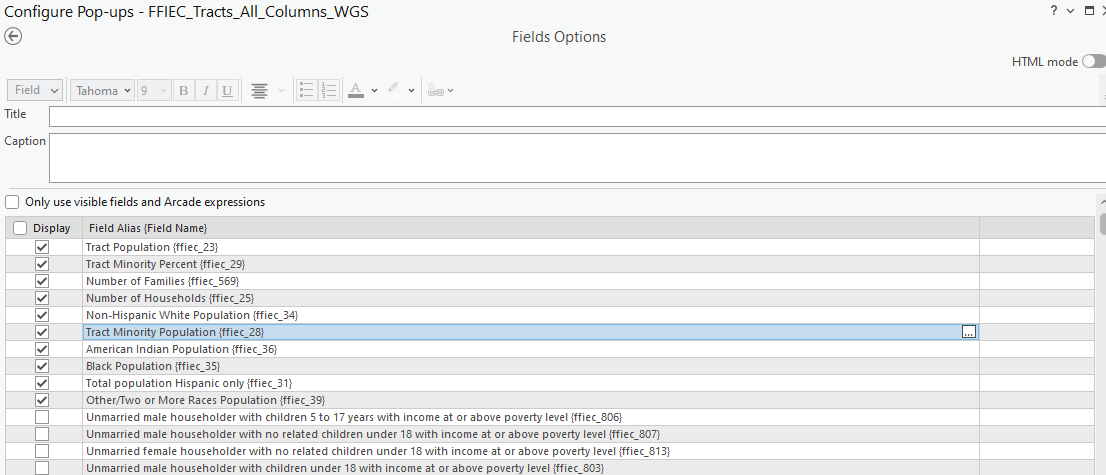 Configure Pop-ups - FFIEC_Tracts_All_Columns_WGS ?
Fields Options
HTML mode
Field Tahoma 9 B I U A
Title
Caption
Only use visible fields and Arcade expressions
Display Field Alias {Field Name}
Tract Population {ffiec_23}
Tract Minority Percent {ffiec_29}
Number of Families {ffiec_569}
Number of Households {ffiec_25}
Non-Hispanic White Population {ffiec_34}
Tract Minority Population {ffiec_28} ...
American Indian Population {ffiec_36}
Black Population {ffiec_35}
Total population Hispanic only {ffiec_31}
Other/Two or More Races Population {ffiec_39}
Unmarried male householder with children 5 to 17 years with income at or above poverty level {ffiec_806}
Unmarried male householder with no related children under 18 with income at or above poverty level {ffiec_807}
Unmarried female householder with no related children under 18 with income at or above poverty level {ffiec_813}
Unmarried male householder with children under 18 with income at or above poverty level {ffiec_803}